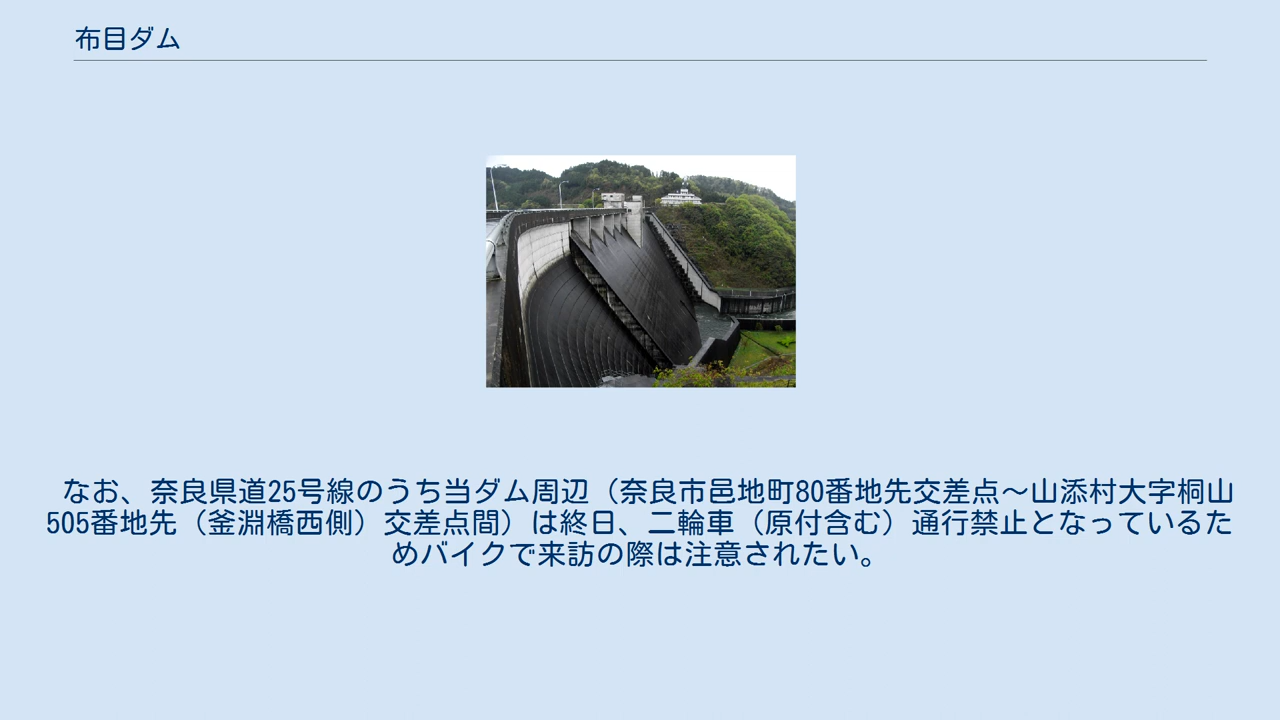 布目ダム
なお、奈良県道25号線のうち当ダム周辺（奈良市邑地町80番地先交差点～山添村大字桐山
505番地先（釜淵橋西側）交差点間）は終日、二輪車（原付含む）通行禁止となっているた
めバイクで来訪の際は注意されたい。